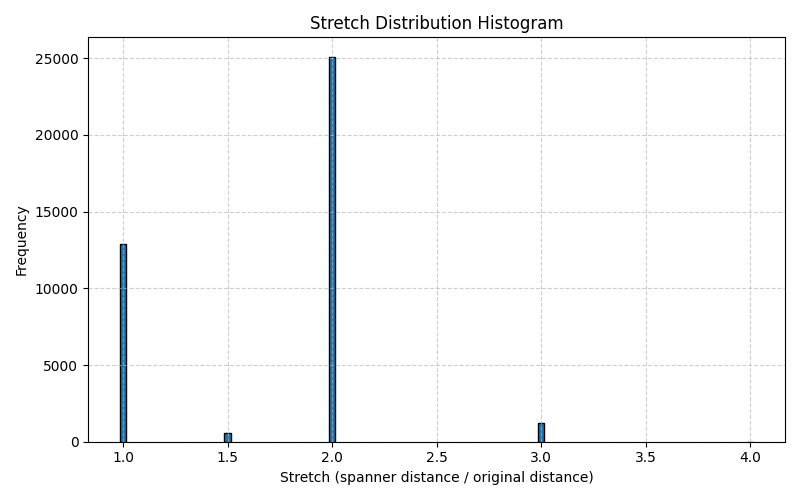 Stretch Distribution Histogram
Frequency
25000
20000
15000
10000
5000
0
1.0 1.5 2.0 2.5 3.0 3.5 4.0
Stretch (spanner distance / original distance)